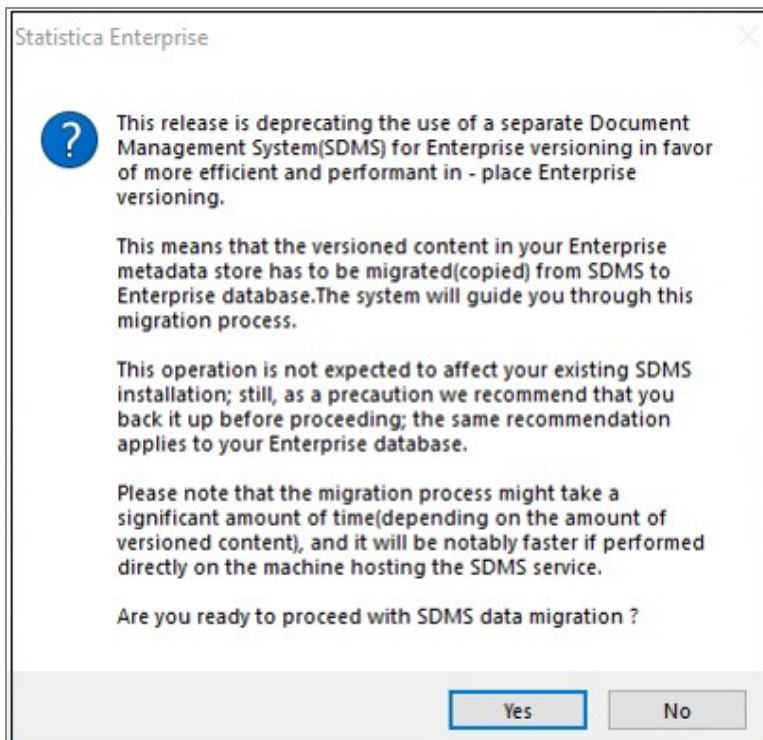 Statistica Enterprise
This release is deprecating the use of a separate Document
Management System(SDMS) for Enterprise versioning in favor
of more efficient and performant in - place Enterprise
versioning.
This means that the versioned content in your Enterprise
metadata store has to be migrated(copied) from SDMS to
Enterprise database.The system will guide you through this
migration process.
This operation is not expected to affect your existing SDMS
installation; still, as a precaution we recommend that you
back it up before proceeding; the same recommendation
applies to your Enterprise database.
Please note that the migration process might take a
significant amount of time(depending on the amount of
versioned content), and it will be notably faster if performed
directly on the machine hosting the SDMS service.
Are you ready to proceed with SDMS data migration ?
Yes No